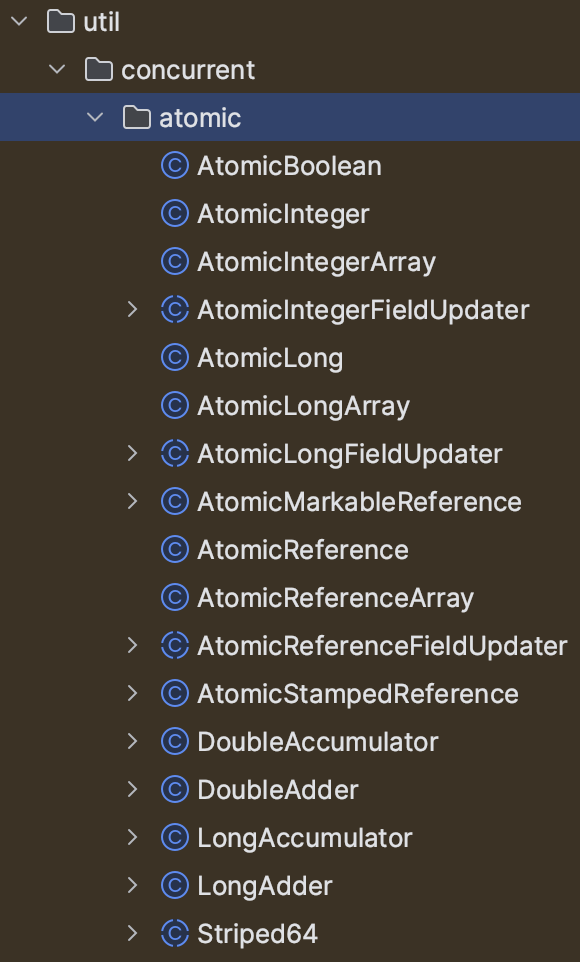 util
concurrent
atomic
AtomicBoolean
AtomicInteger
AtomicIntegerArray
AtomicIntegerFieldUpdater
AtomicLong
AtomicLongArray
AtomicLongFieldUpdater
AtomicMarkableReference
AtomicReference
AtomicReferenceArray
AtomicReferenceFieldUpdater
AtomicStampedReference
DoubleAccumulator
DoubleAdder
LongAccumulator
LongAdder
Striped64